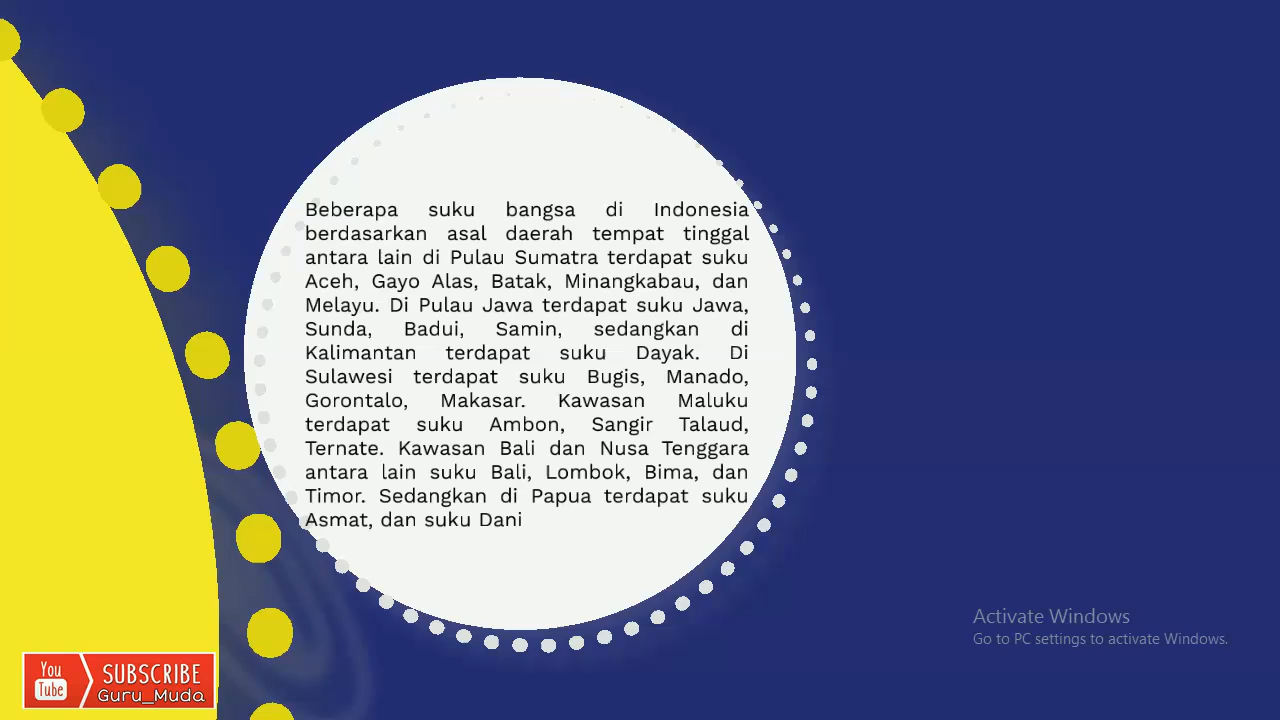 Beberapa suku bangsa di Indonesia
berdasarkan asal daerah tempat tinggal
antara lain di Pulau Sumatra terdapat suku
Aceh, Gayo Alas, Batak, Minangkabau, dan
Melayu. Di Pulau Jawa terdapat suku Jawa,
Sunda, Badui, Samin, sedangkan di
Kalimantan terdapat suku Dayak. Di
Sulawesi terdapat suku Bugis, Manado,
Gorontalo, Makasar. Kawasan Maluku
terdapat suku Ambon, Sangir Talaud,
Ternate. Kawasan Bali dan Nusa Tenggara
antara lain suku Bali, Lombok, Bima, dan
Timor. Sedangkan di Papua terdapat suku
Asmat, dan suku Dani
Activate Windows
Go to PC settings to activate Windows.
You
Tube
SUBSCRIBE
Guru_Muda